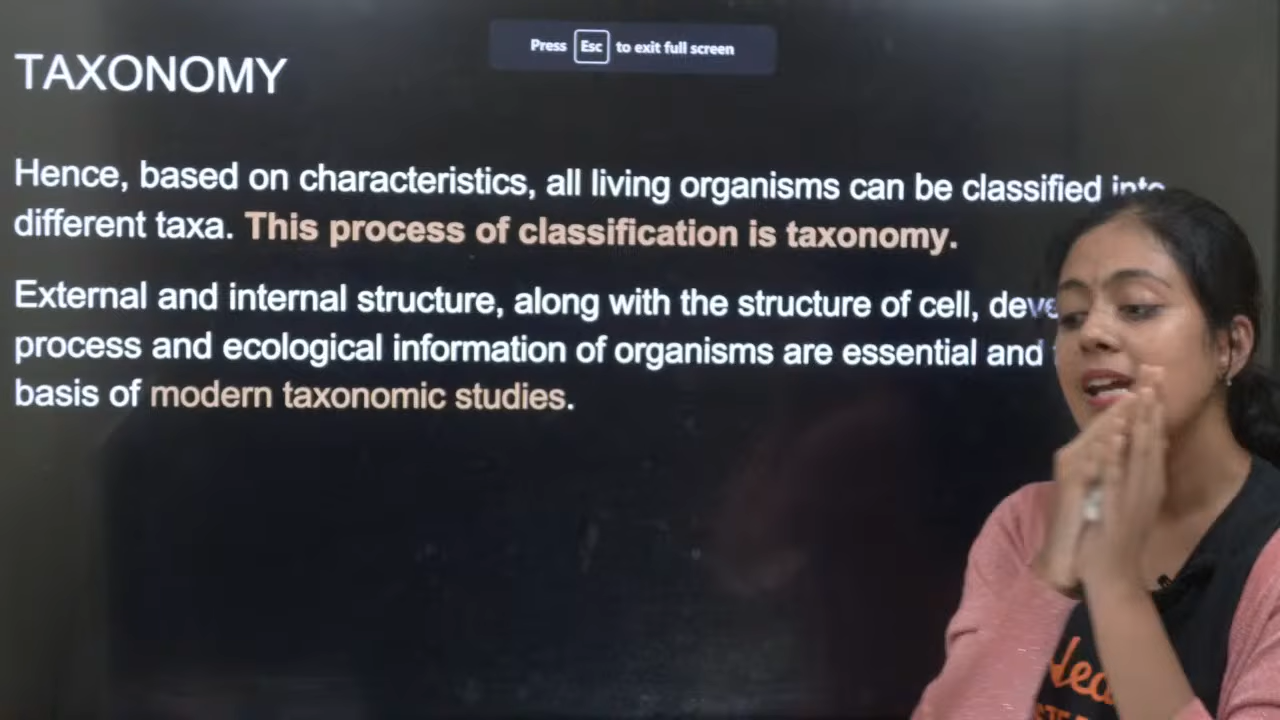 Press Esc to exit full screen
TAXONOMY
Hence, based on characteristics, all living organisms can be classified into
different taxa. This process of classification is taxonomy.
External and internal structure, along with the structure of cell,
process and ecological information of organisms are essential and
basis of modern taxonomic studies.